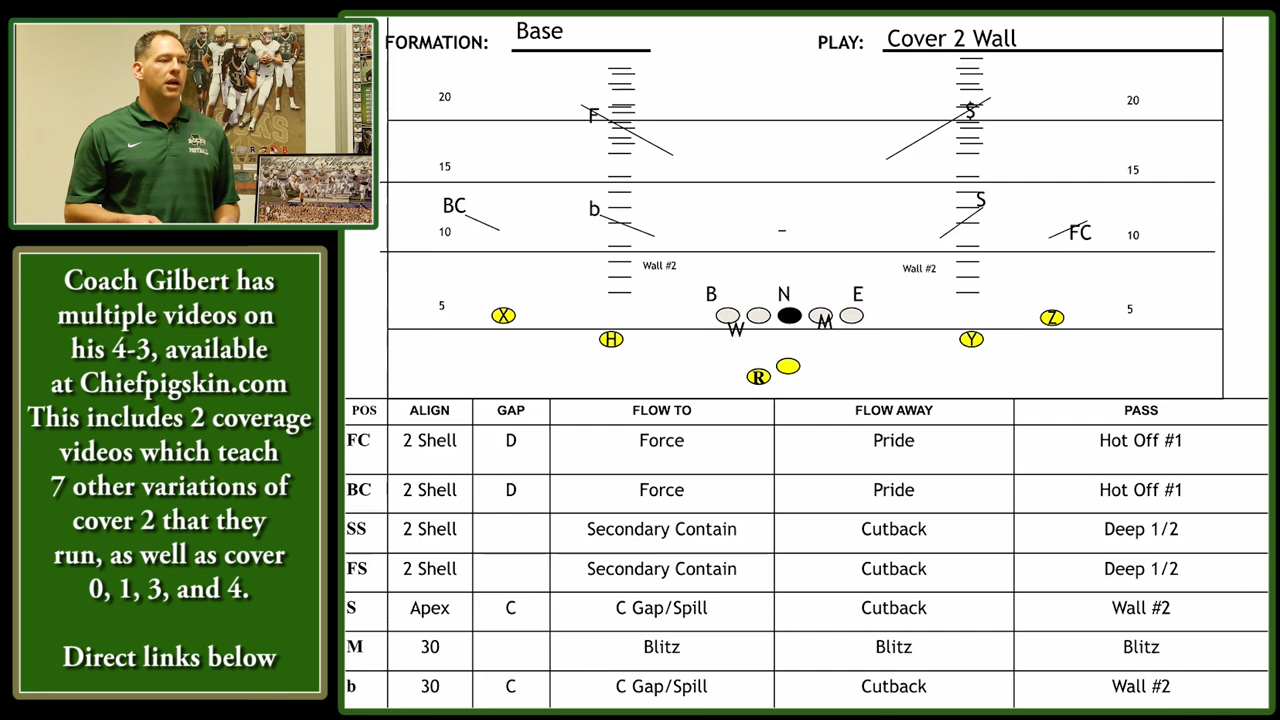 FORMATION: Base PLAY: Cover 2 Wall
20 F $ 20
15 15
BC b S FC
10 - 10
Wall #2 Wall #2
B N E
5 X W M Z 5
H Y
R
POS ALIGN GAP FLOW TO FLOW AWAY PASS
FC 2 Shell D Force Pride Hot Off #1
BC 2 Shell D Force Pride Hot Off #1
SS 2 Shell Secondary Contain Cutback Deep 1/2
FS 2 Shell Secondary Contain Cutback Deep 1/2
S Apex C C Gap/Spill Cutback Wall #2
M 30 Blitz Blitz Blitz
b 30 C C Gap/Spill Cutback Wall #2
Coach Gilbert has
multiple videos on
his 4-3, available
at Chiefpigskin.com
This includes 2 coverage
videos which teach
7 other variations of
cover 2 that they
run, as well as cover
0, 1, 3, and 4.
Direct links below